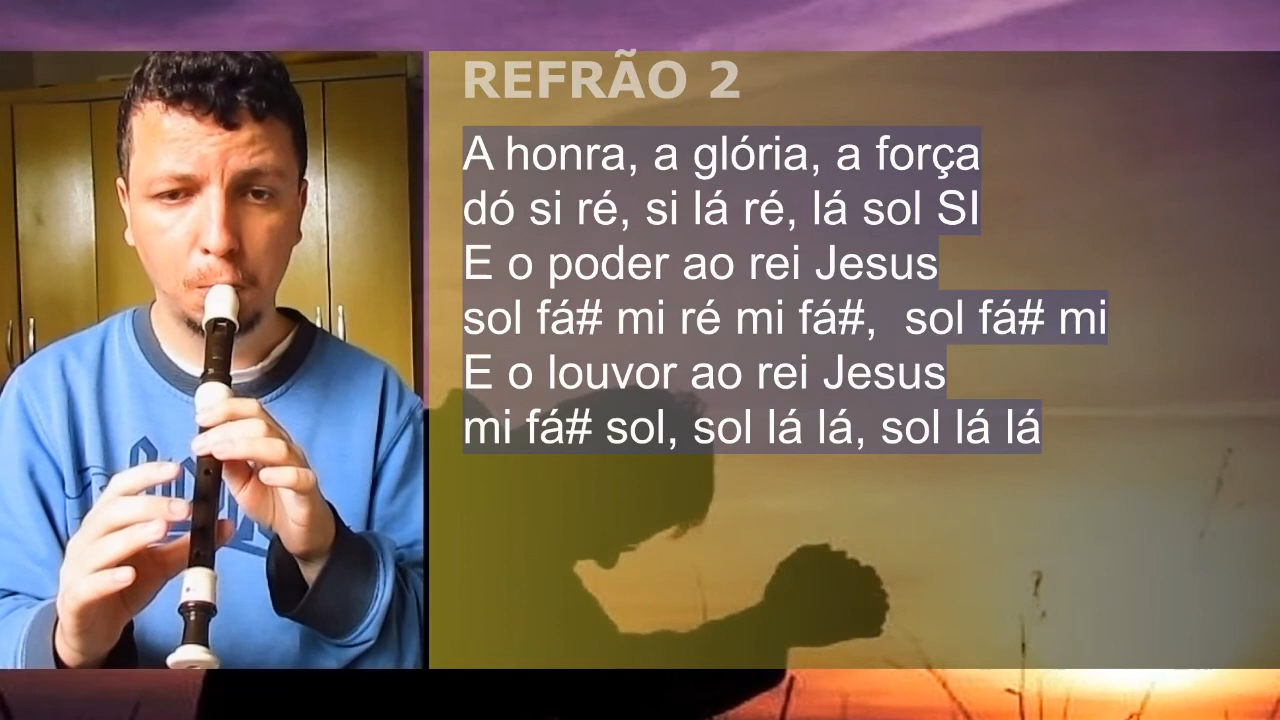 REFRÃO 2
A honra, a glória, a força
dó si ré, si lá ré, lá sol SI
E o poder ao rei Jesus
sol fá# mi ré mi fá#,  sol fá# mi
E o louvor ao rei Jesus
mi fá# sol, sol lá lá, sol lá lá